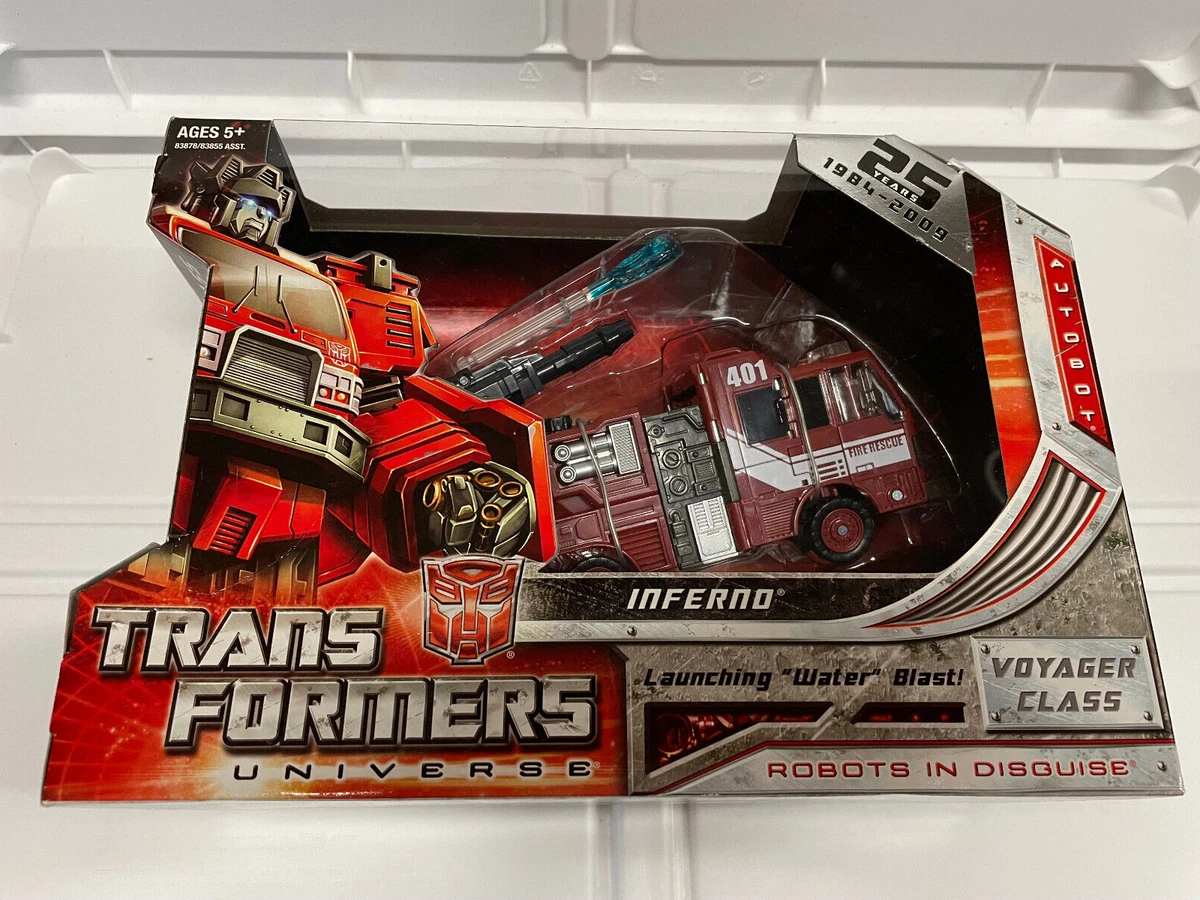 AGES 5+
83878/83855 ASST.
25
YEARS
1984-2009
AUTOBOT®
401
FIRE RESCUE
INFERNO®
TRANS
FORMERS
UNIVERSE®
®
Launching "Water" Blast!
VOYAGER
CLASS
ROBOTS IN DISGUISE®